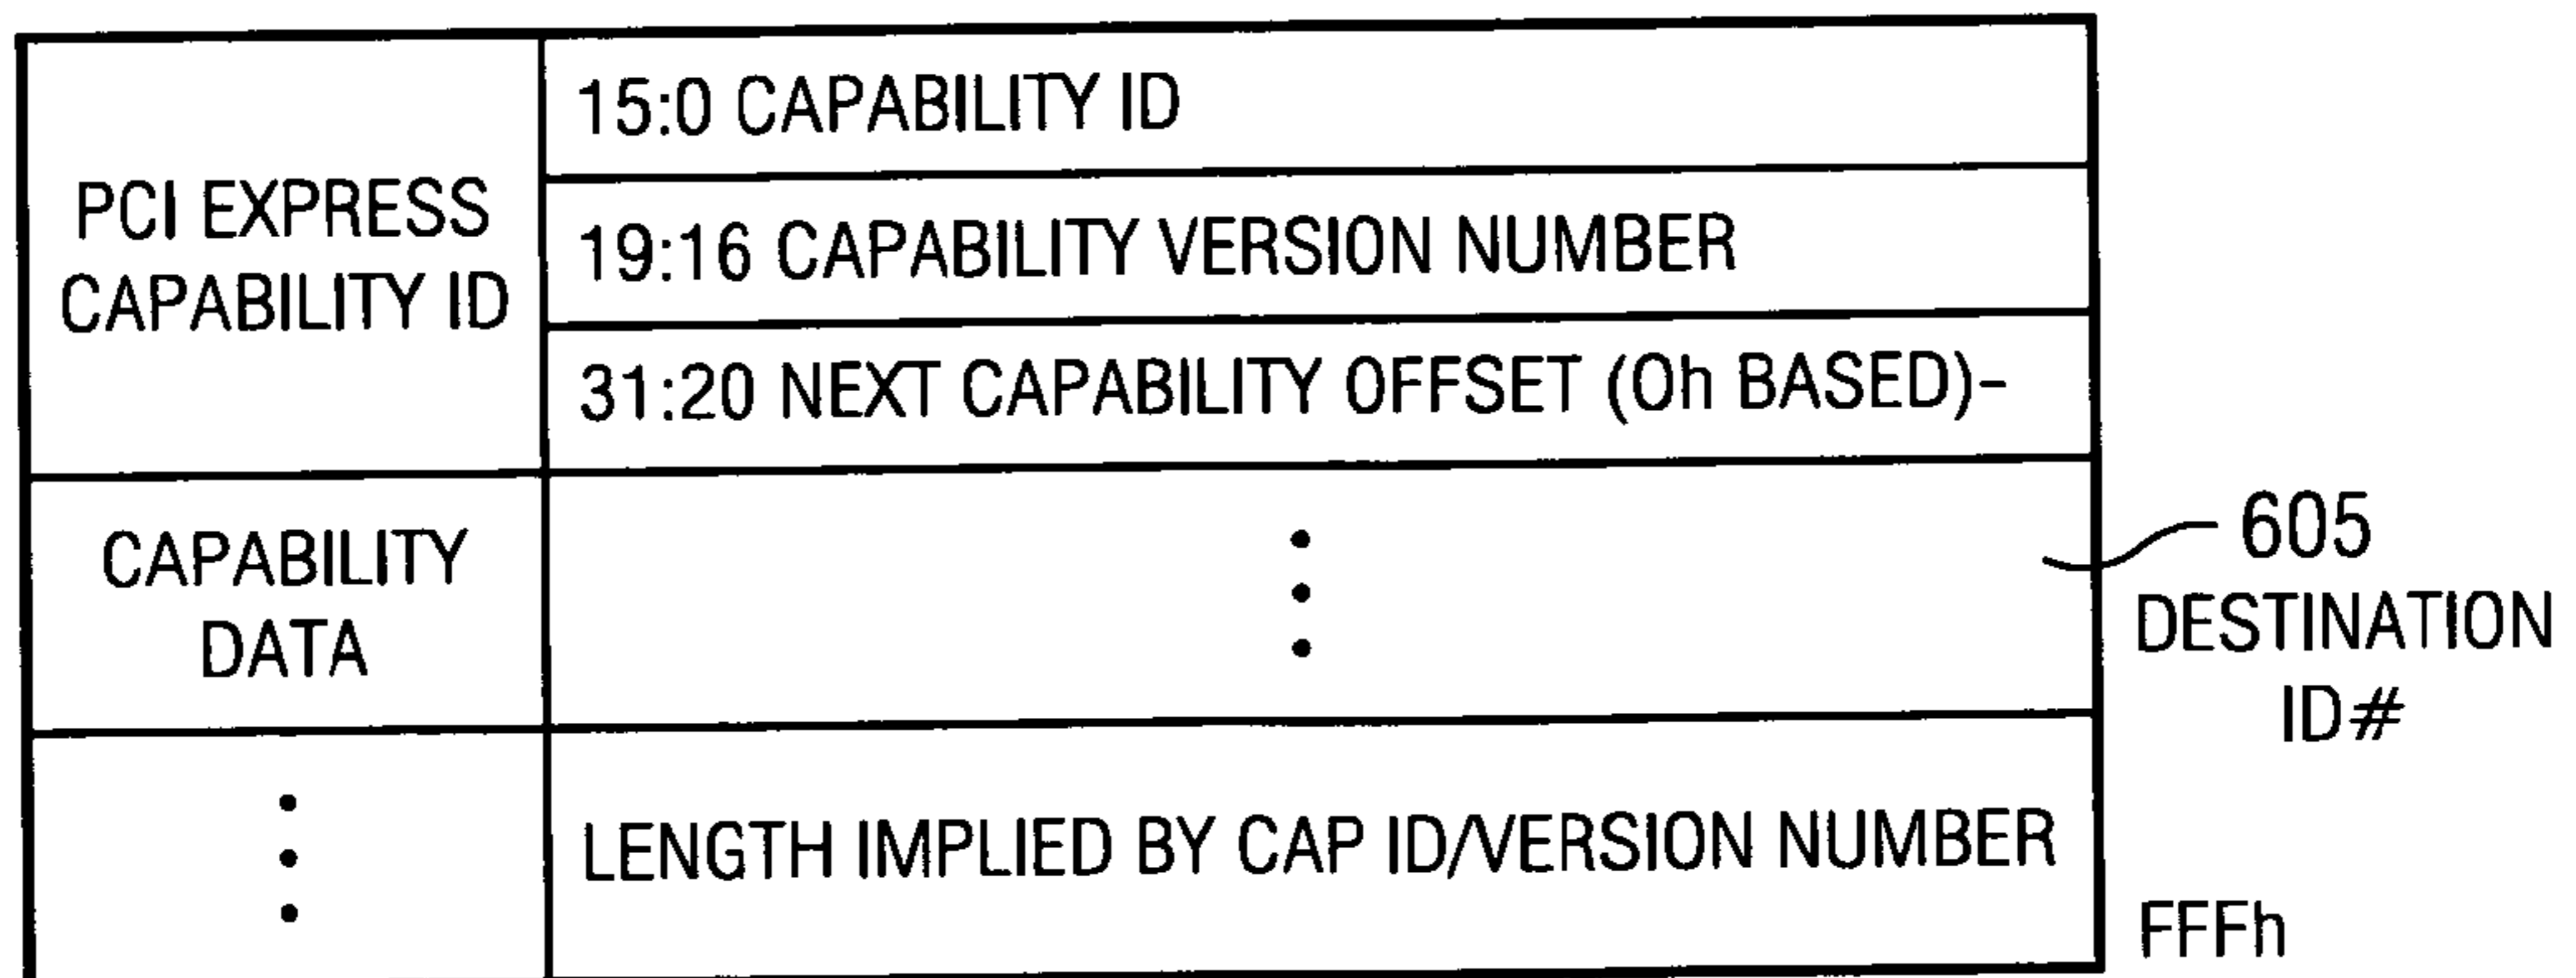 PCI EXPRESS
CAPABILITY ID
15:0 CAPABILITY ID
19:16 CAPABILITY VERSION NUMBER
31:20 NEXT CAPABILITY OFFSET (0h BASED)-
CAPABILITY
DATA
605
DESTINATION
ID#
LENGTH IMPLIED BY CAP ID/VERSION NUMBER
FFFh